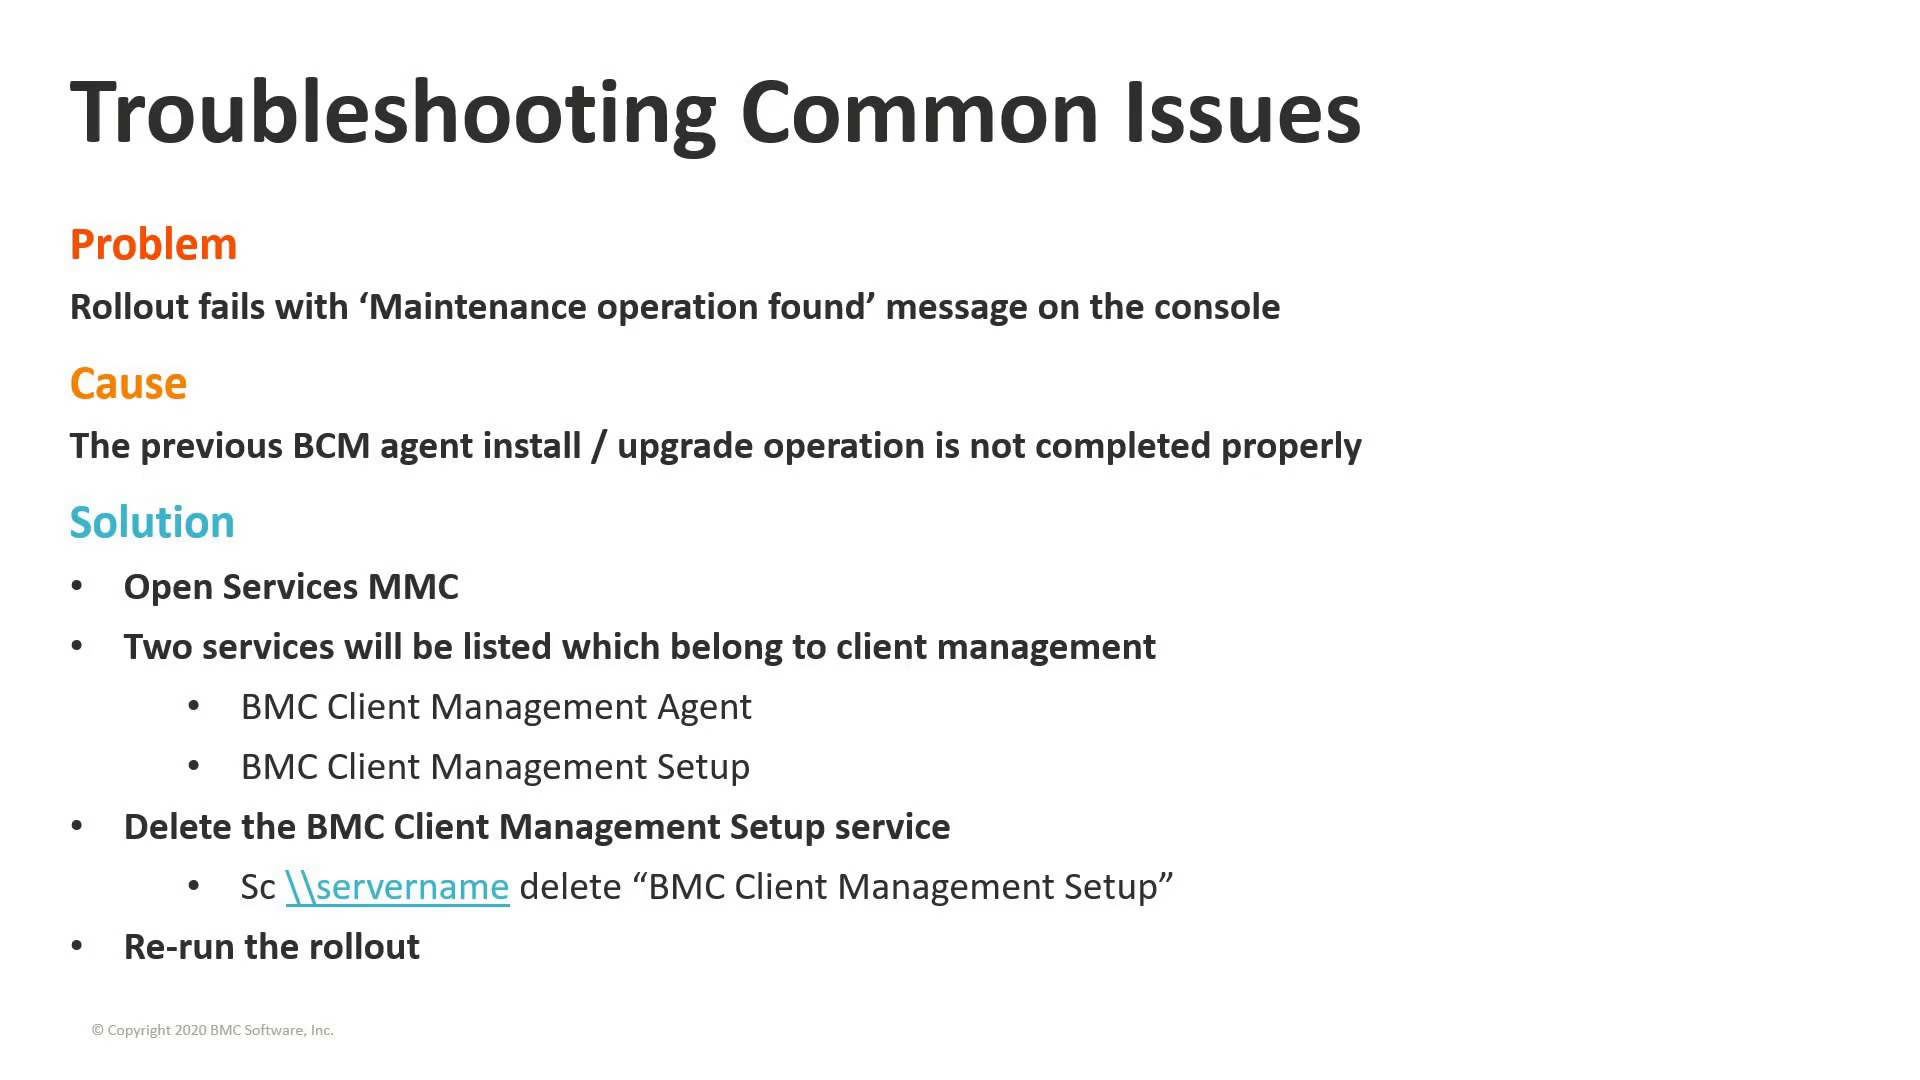 Troubleshooting Common Issues
Problem
Rollout fails with ‘Maintenance operation found’ message on the console
Cause
The previous BCM agent install / upgrade operation is not completed properly
Solution
• Open Services MMC
• Two services will be listed which belong to client management
• BMC Client Management Agent
• BMC Client Management Setup
• Delete the BMC Client Management Setup service
• Sc \\servername delete “BMC Client Management Setup”
• Re-run the rollout
© Copyright 2020 BMC Software, Inc.